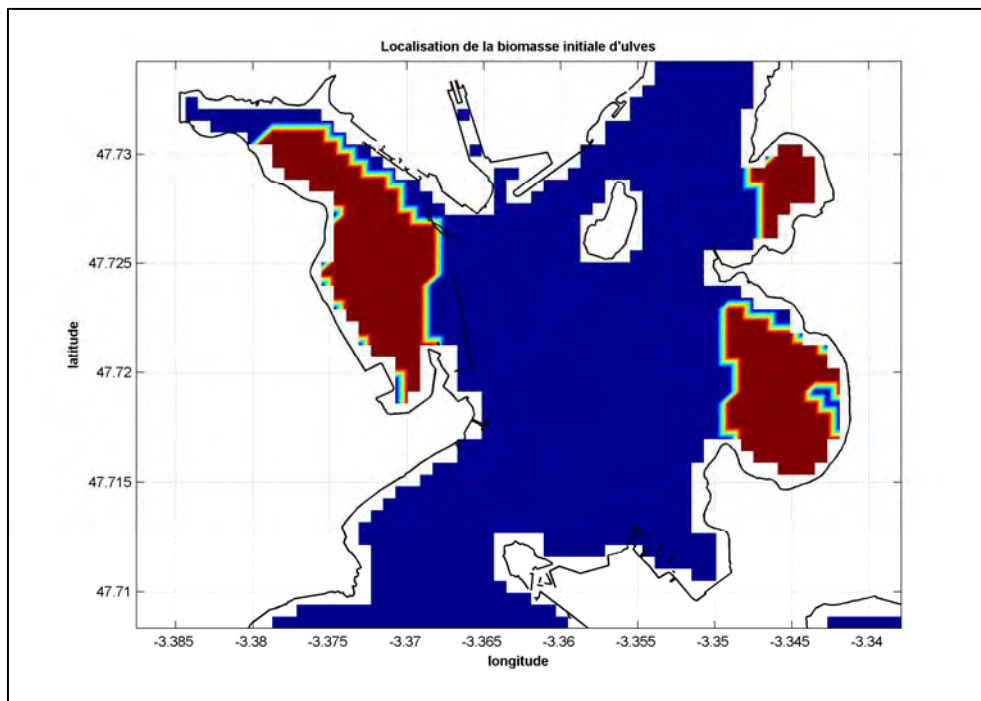 Localisation de la biomasse initiale d'ulves
47.73
47.725
47.72
47.715
47.71
latitude
-3.385 -3.38 -3.375 -3.37 -3.365 -3.36 -3.355 -3.35 -3.345 -3.34
longitude